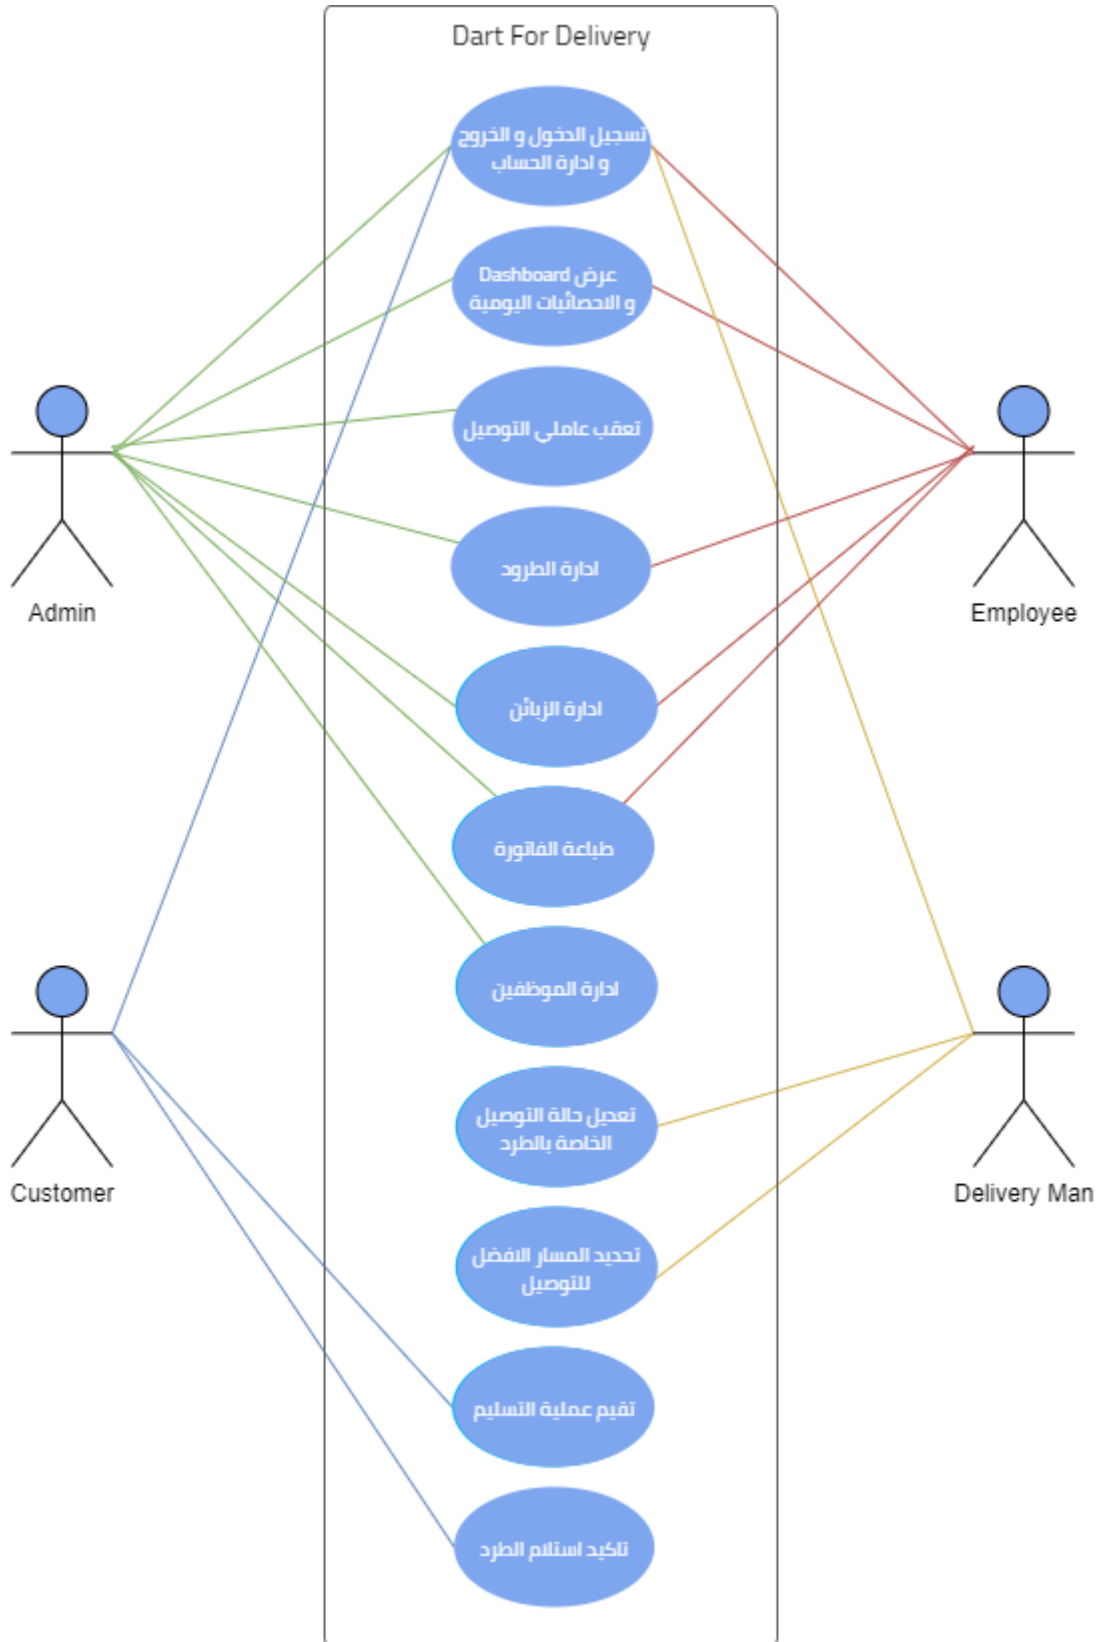 Dart For Delivery
تسجيل الدخول و الخروج
و ادارة الحساب
عرض Dashboard
و الاحصائيات اليومية
تعقب عاملي التوصيل
ادارة الطرود
Admin
Employee
ادارة الزبائن
طباعة الفاتورة
ادارة الموظفين
تعديل حالة التوصيل
الخاصة بالطرد
Customer
Delivery Man
تحديد المسار الافضل
للتوصيل
تقيم عملية التسليم
تاكيد استلام الطرد